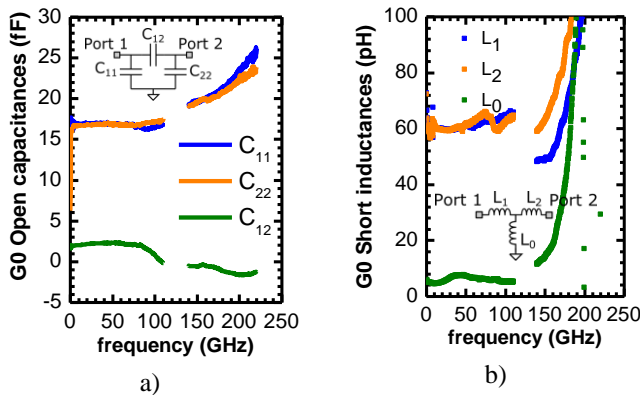 G0 Open capacitances (fF)
30
25
20
15
10
5
0
-5
0 50 100 150 200 250
frequency (GHz)
Port 1 C12 Port 2
C11 C22
C11
C22
C12
a)
G0 Short inductances (pH)
100
80
60
40
20
0
0 50 100 150 200 250
frequency (GHz)
L1
L2
L0
Port 1 L1 L2 Port 2
L0
b)